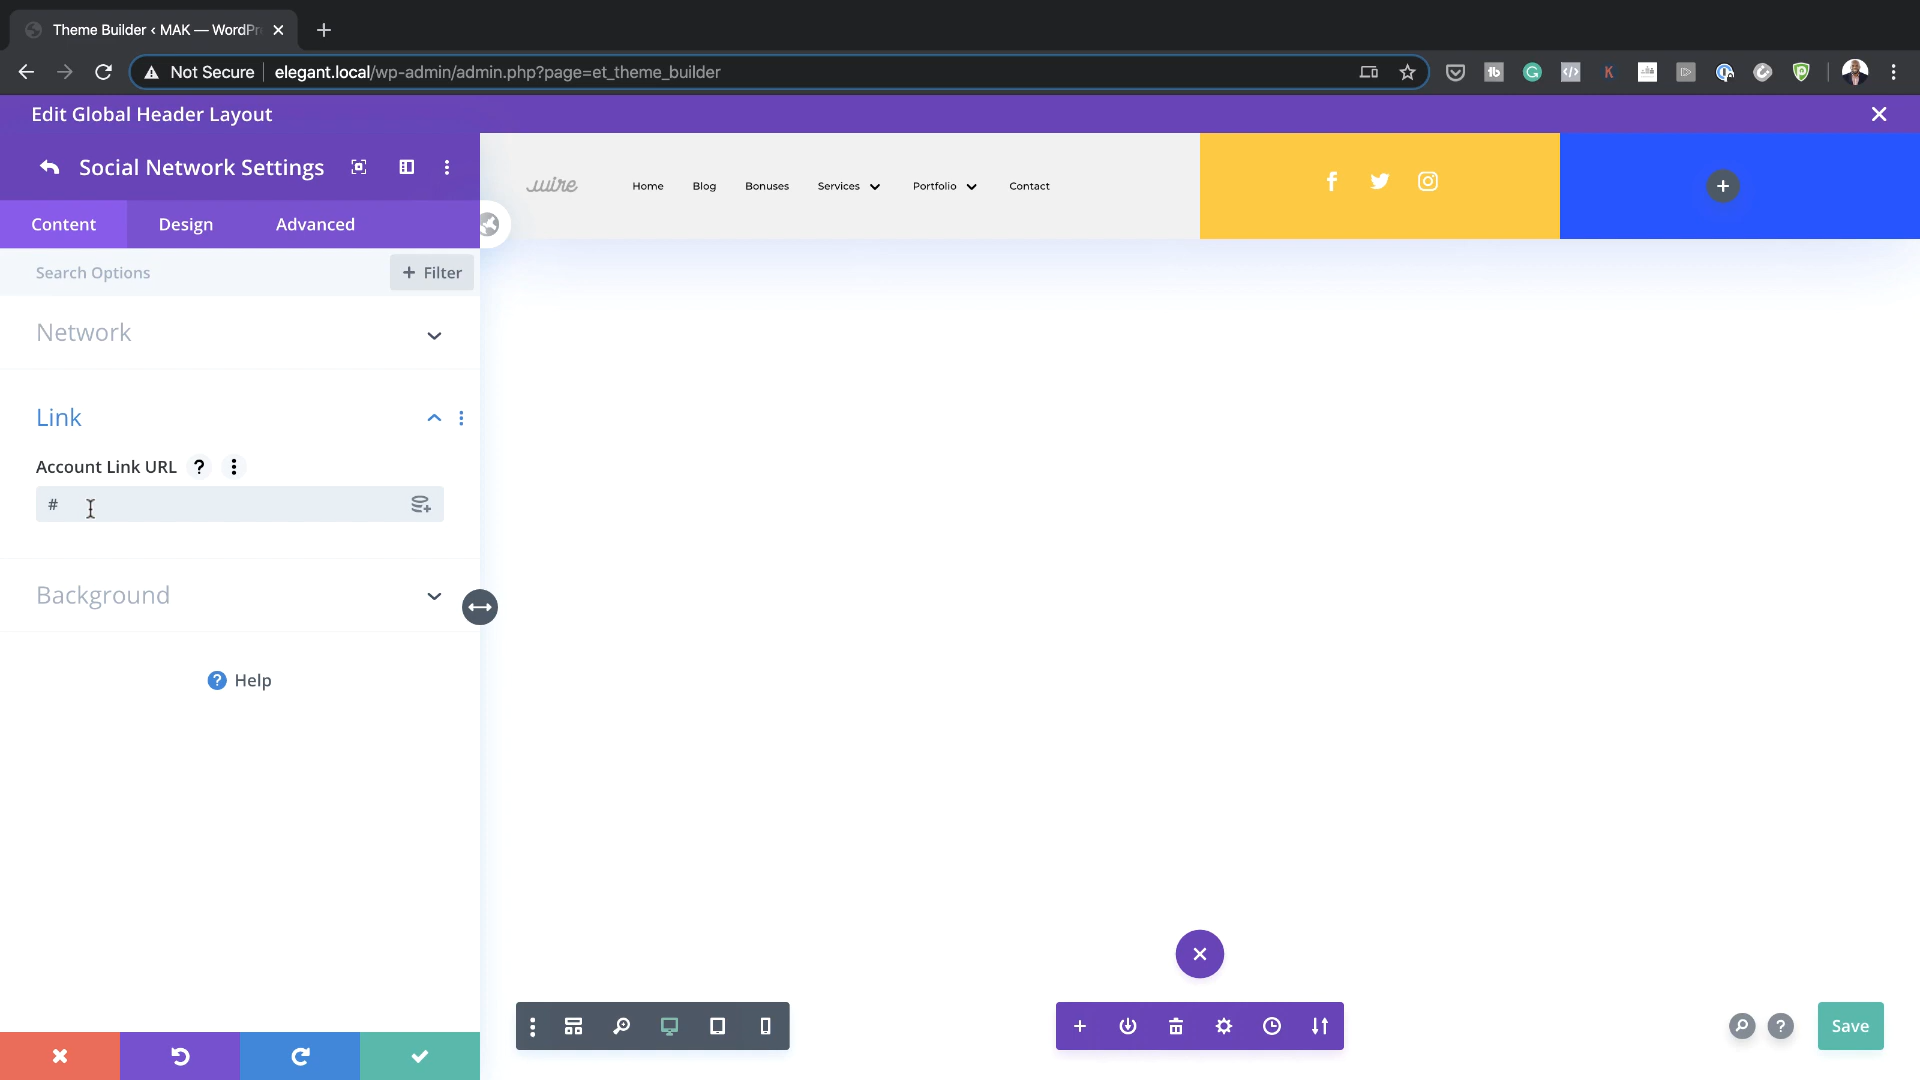 Theme Builder ‹ MAK — WordPr
Not Secure elegant.local/wp-admin/admin.php?page=et_theme_builder
Edit Global Header Layout
Social Network Settings
Content Design Advanced
wire Home Blog Bonuses Services Portfolio Contact
Search Options + Filter
Network
Link
Account Link URL ?
#
Background
? Help
? Save